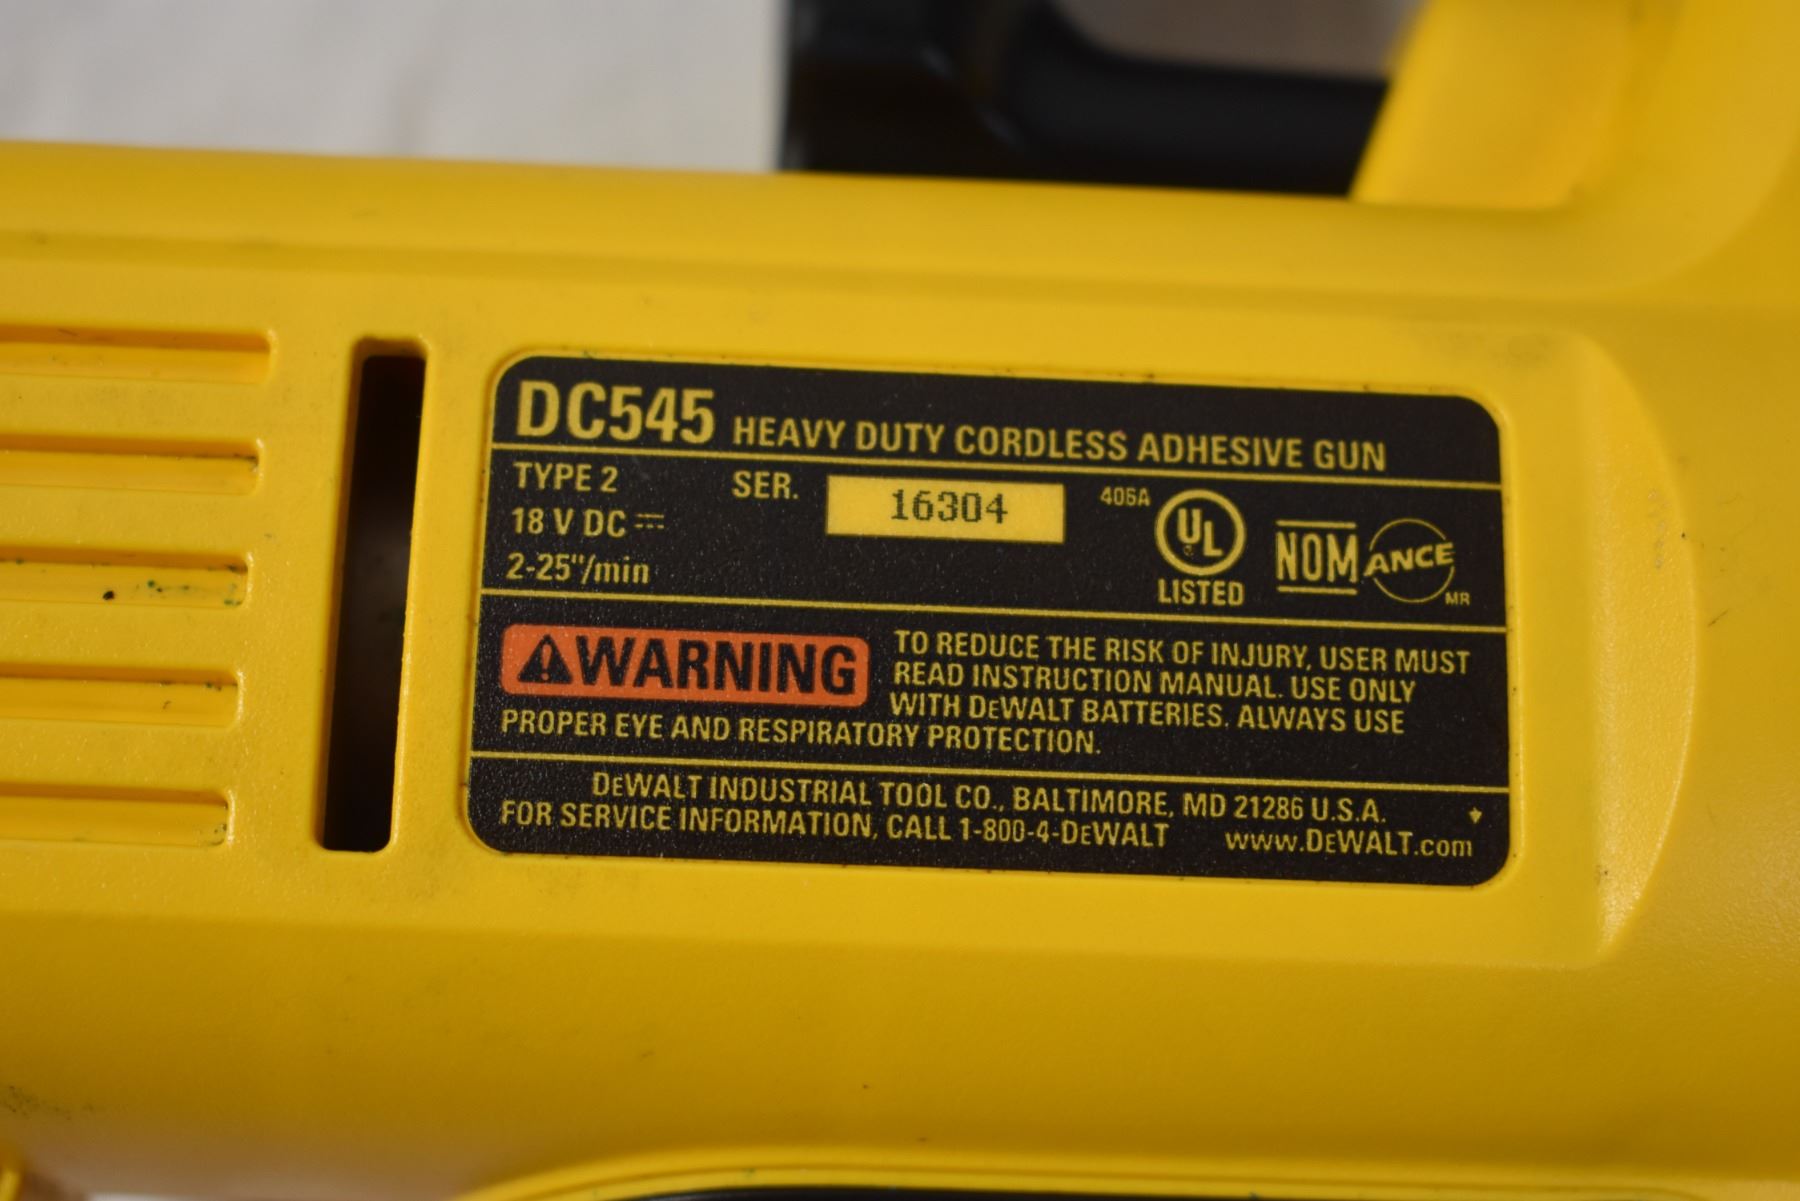 DC545 HEAVY DUTY CORDLESS ADHESIVE GUN
TYPE 2 SER. 16304 406A UL
18 V DC NOM ANCE
2-25"/min LISTED MR
WARNING TO REDUCE THE RISK OF INJURY, USER MUST
READ INSTRUCTION MANUAL. USE ONLY
WITH DEWALT BATTERIES. ALWAYS USE
PROPER EYE AND RESPIRATORY PROTECTION.
DEWALT INDUSTRIAL TOOL CO., BALTIMORE, MD 21286 U.S.A.
FOR SERVICE INFORMATION, CALL 1-800-4-DEWALT www.DEWALT.com